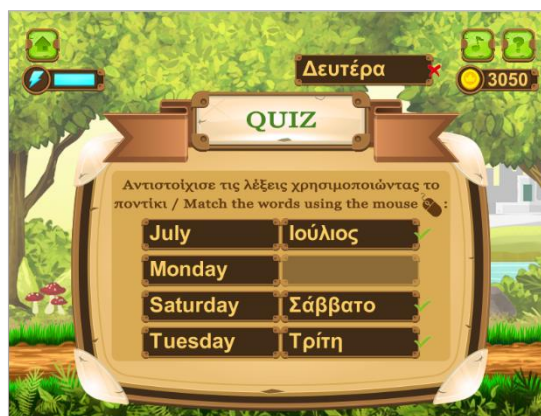 Δευτέρα
3050
QUIZ
Αντιστοίχισε τις λέξεις χρησιμοποιώντας το
ποντίκι / Match the words using the mouse :
July Ιούλιος
Monday
Saturday Σάββατο
Tuesday Τρίτη